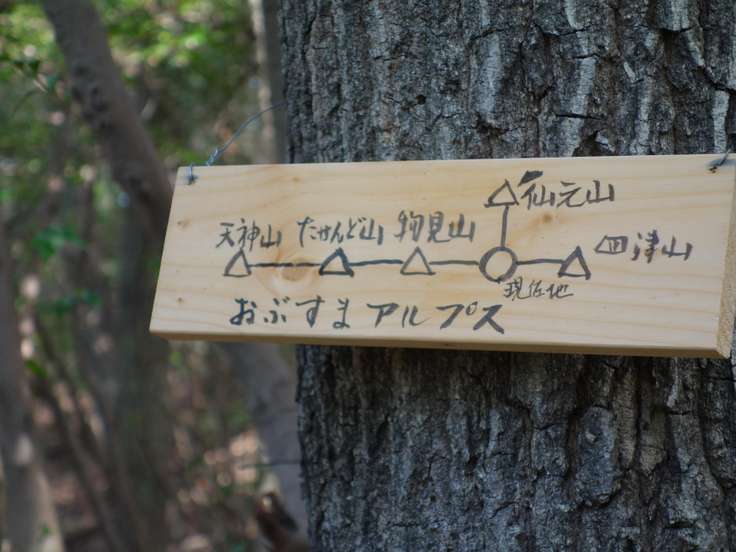 仙元山
天神山 たかんど山 物見山 四津山
現在地
おぶすまアルプス